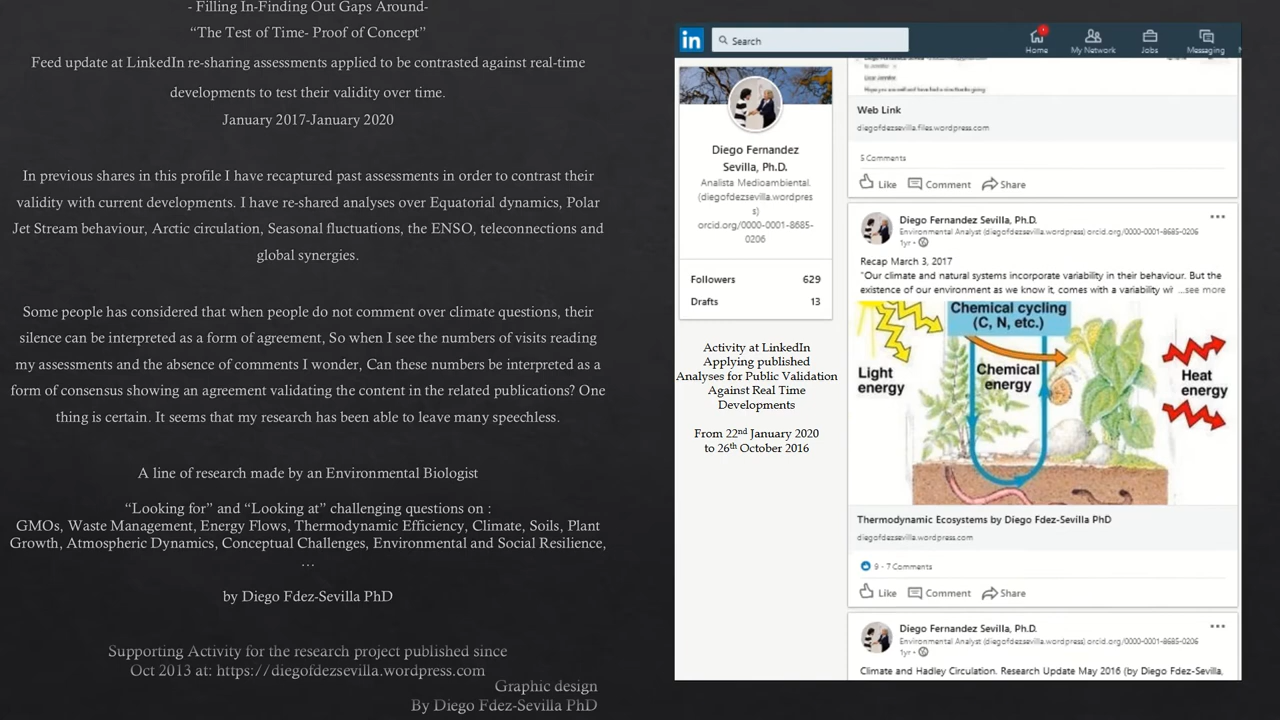 - Filling In-Finding Out Gaps Around-
“The Test of Time- Proof of Concept”
Feed update at LinkedIn re-sharing assessments applied to be contrasted against real-time
developments to test their validity over time.
January 2017-January 2020
In previous shares in this profile I have recaptured past assessments in order to contrast their
validity with current developments. I have re-shared analyses over Equatorial dynamics, Polar
Jet Stream behaviour, Arctic circulation, Seasonal fluctuations, the ENSO, teleconnections and
global synergies.
Some people has considered that when people do not comment over climate questions, their
silence can be interpreted as a form of agreement, So when I see the numbers of visits reading
my assessments and the absence of comments I wonder, Can these numbers be interpreted as a
form of consensus showing an agreement validating the content in the related publications? One
thing is certain. It seems that my research has been able to leave many speechless.
A line of research made by an Environmental Biologist
“Looking for” and “Looking at” challenging questions on :
GMOs, Waste Management, Energy Flows, Thermodynamic Efficiency, Climate, Soils, Plant
Growth, Atmospheric Dynamics, Conceptual Challenges, Environmental and Social Resilience,
…
by Diego Fdez-Sevilla PhD
Supporting Activity for the research project published since
Oct 2013 at: https://diegofdezsevilla.wordpress.com
Graphic design
By Diego Fdez-Sevilla PhD
in
Search
Home
My Network
Jobs
Messaging
Diego Fernandez
Sevilla, Ph.D.
Analista Medioambiental.
(diegofdezsevilla.wordpres
s)
orcid.org/0000-0001-8685-
0206
Followers 629
Drafts 13
Activity at LinkedIn
Applying published
Analyses for Public Validation
Against Real Time
Developments
From 22nd January 2020
to 26th October 2016
Web Link
diegofdezsevilla.files.wordpress.com
5 Comments
Like Comment Share
Diego Fernandez Sevilla, Ph.D.
Environmental Analyst (diegofdezsevilla.wordpress) orcid.org/0000-0001-8685-0206
1yr •
Recap March 3, 2017
“Our climate and natural systems incorporate variability in their behaviour. But the
existence of our environment as we know it, comes with a variability wi ...see more
Chemical cycling
(C, N, etc.)
Light
energy
Chemical
energy
Heat
energy
Thermodynamic Ecosystems by Diego Fdez-Sevilla PhD
diegofdezsevilla.wordpress.com
9 - 7 Comments
Like Comment Share
Diego Fernandez Sevilla, Ph.D.
Environmental Analyst (diegofdezsevilla.wordpress) orcid.org/0000-0001-8685-0206
1yr •
Climate and Hadley Circulation. Research Update May 2016 (by Diego Fdez-Sevilla,